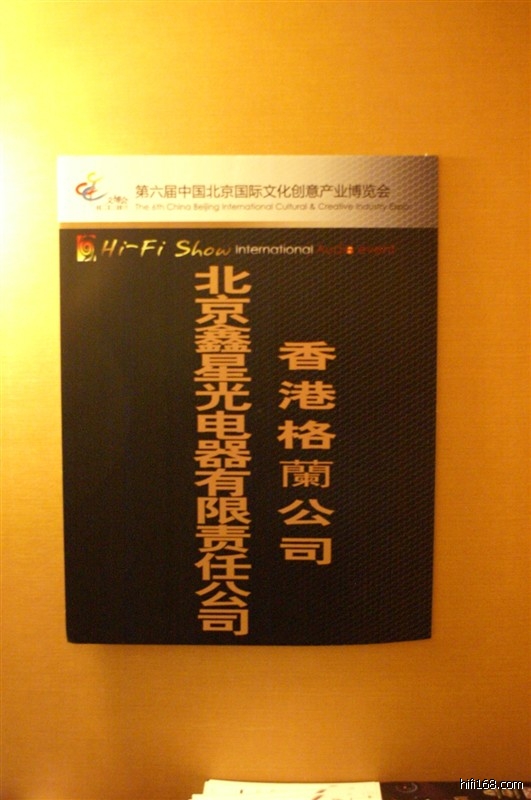 第六届中国北京国际文化创意产业博览会
The 6th China Beijing International Cultural & Creative Industry Expo
Hi-Fi Show International Audio event
香港格蘭公司
北京鑫星光电器有限责任公司
hifi168.com